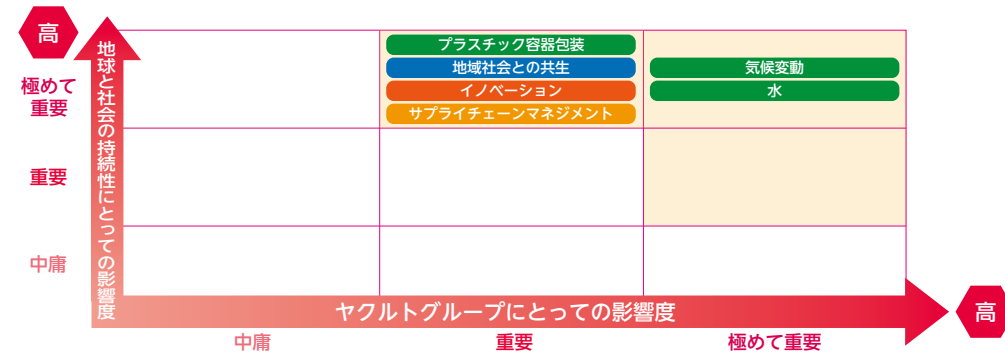 高
地球と社会の持続性にとっての影響度
極めて
重要
重要
中庸
プラスチック容器包装
地域社会との共生
イノベーション
サプライチェーンマネジメント
気候変動
水
ヤクルトグループにとっての影響度
高
中庸
重要
極めて重要